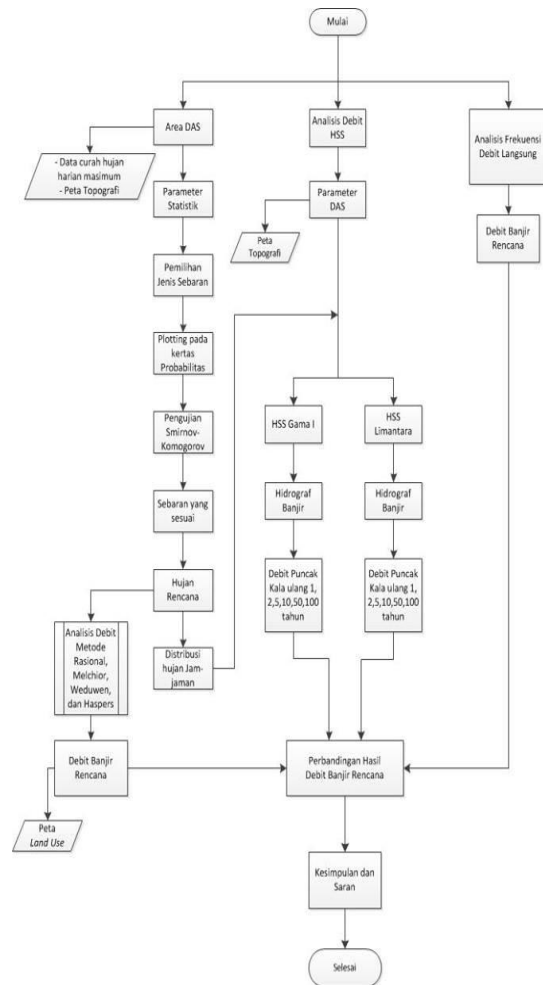 Mulai
Area DAS
- Data curah hujan
harian masimum
- Peta Topografi
Parameter
Statistik
Pemilihan
Jenis Sebaran
Plotting pada
kertas
Probabilitas
Pengujian
Smirnov-
Komogorov
Sebaran yang
sesuai
Hujan
Rencana
Analisis Debit
Metode
Rasional,
Melchior,
Weduwen,
dan Haspers
Distribusi
hujan Jam-
jaman
Debit Banjir
Rencana
Peta
Land Use
Analisis Debit
HSS
Parameter
DAS
Peta
Topografi
HSS Gama I
Hidrograf
Banjir
Debit Puncak
Kala ulang 1,
2,5,10,50,100
tahun
HSS
Limantara
Hidrograf
Banjir
Debit Puncak
Kala ulang 1,
2,5,10,50,100
tahun
Analisis Frekuensi
Debit Langsung
Debit Banjir
Rencana
Perbandingan Hasil
Debit Banjir Rencana
Kesimpulan dan
Saran
Selesai